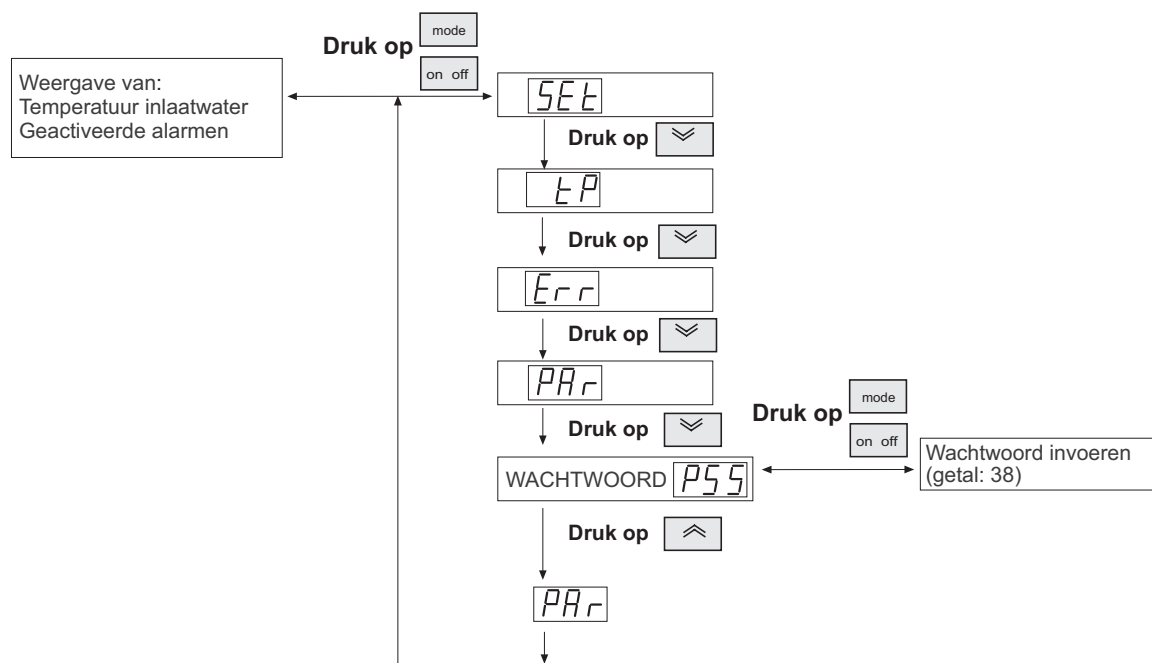 Druk op
mode
on off
Weergave van:
Temperatuur inlaatwater
Geactiveerde alarmen
SEt
Druk op
tP
Druk op
Err
Druk op
PAr
Druk op
Druk op
mode
on off
WACHTWOORD PSS
Wachtwoord invoeren
(getal: 38)
Druk op
PAr